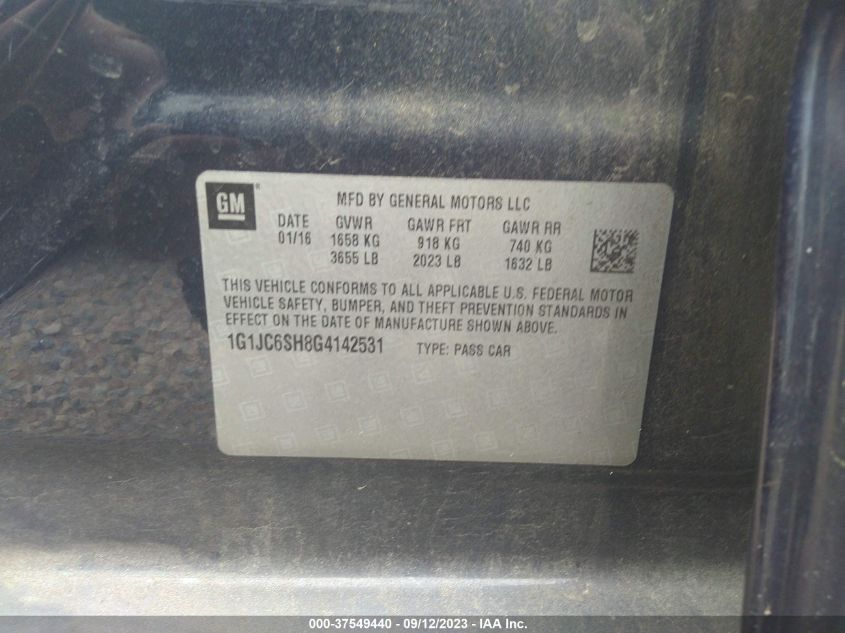 GM ®
MFD BY GENERAL MOTORS LLC
DATE GVWR GAWR FRT GAWR RR
01/16 1658 KG 918 KG 740 KG
3655 LB 2023 LB 1632 LB
THIS VEHICLE CONFORMS TO ALL APPLICABLE U.S. FEDERAL MOTOR
VEHICLE SAFETY, BUMPER, AND THEFT PREVENTION STANDARDS IN
EFFECT ON THE DATE OF MANUFACTURE SHOWN ABOVE.
1G1JC6SH8G4142531 TYPE: PASS CAR
000-37549440 - 09/12/2023 - IAA Inc.